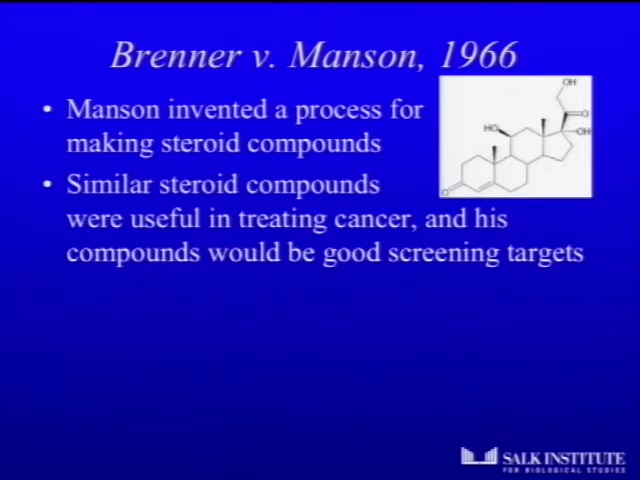 Brenner v. Manson, 1966
• Manson invented a process for
making steroid compounds
• Similar steroid compounds
were useful in treating cancer, and his
compounds would be good screening targets
OH
O
HO
OH
O
SALK INSTITUTE
FOR BIOLOGICAL STUDIES